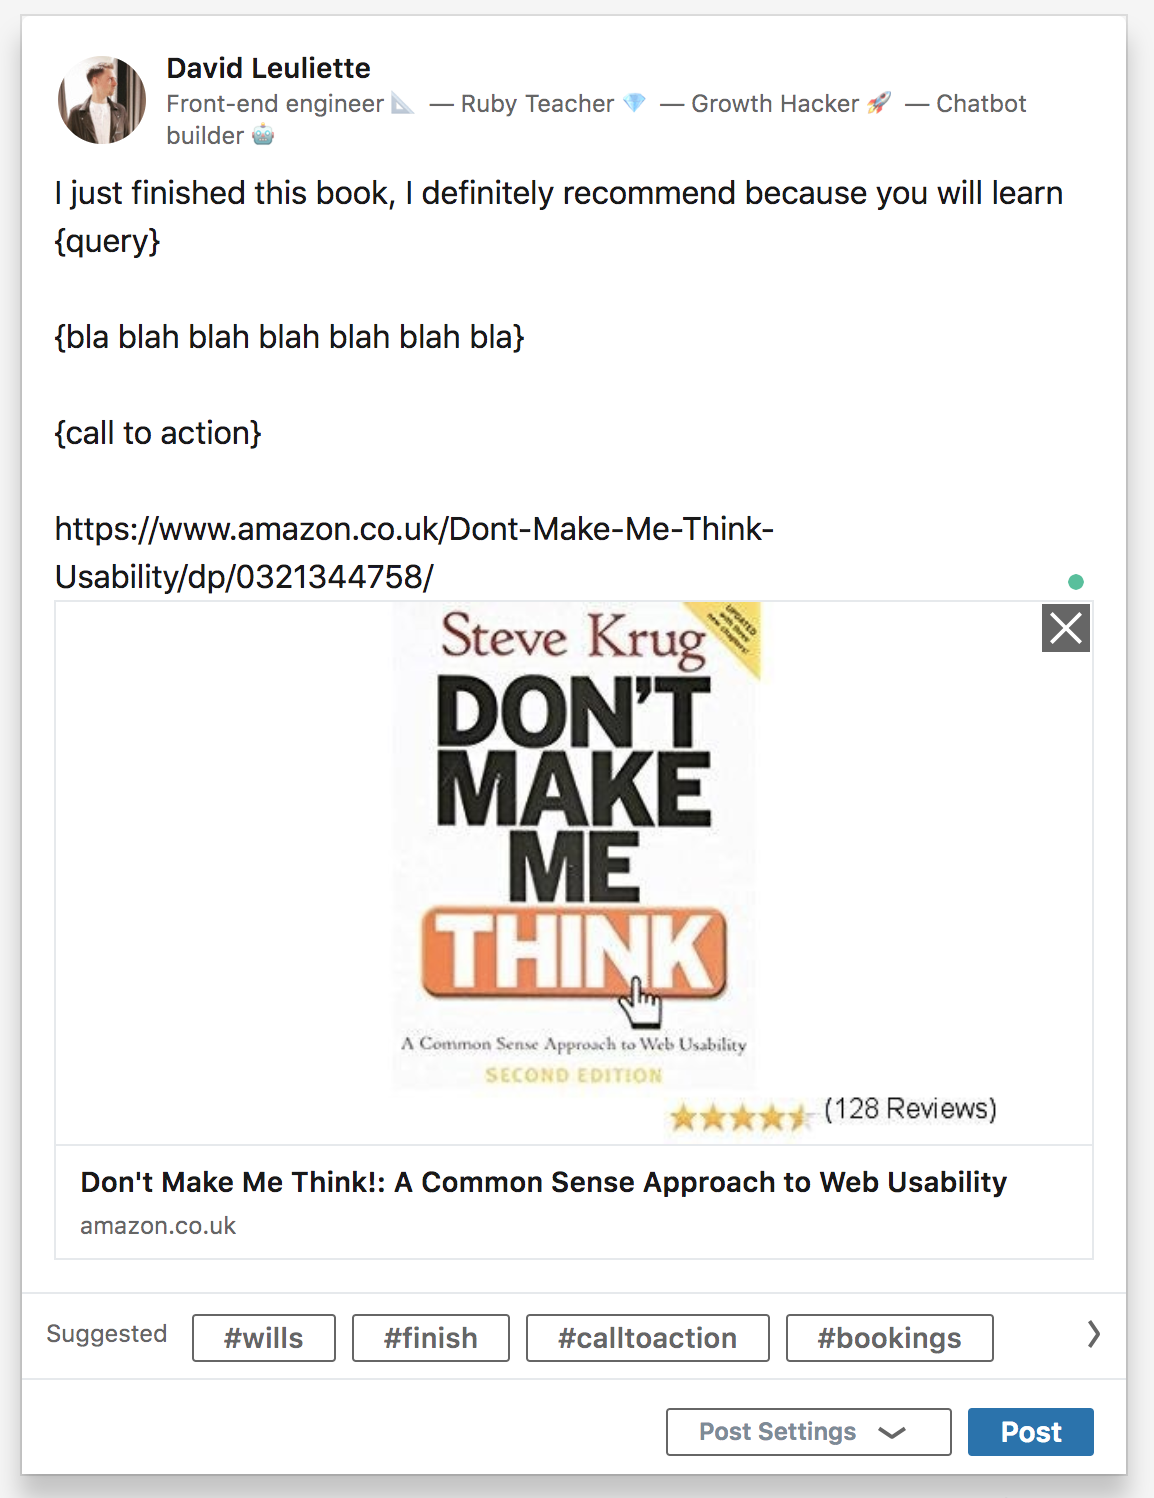 David Leuliette
Front-end engineer 📐 — Ruby Teacher 💎 — Growth Hacker 🚀 — Chatbot
builder 🤖
I just finished this book, I definitely recommend because you will learn
{query}
{bla blah blah blah blah blah bla}
{call to action}
https://www.amazon.co.uk/Dont-Make-Me-Think-
Usability/dp/0321344758/
UPDATED
with three
new chapters!
Steve Krug
DON'T
MAKE
ME
THINK
A Common Sense Approach to Web Usability
SECOND EDITION
(128 Reviews)
Don't Make Me Think!: A Common Sense Approach to Web Usability
amazon.co.uk
Suggested
#wills
#finish
#calltoaction
#bookings
Post Settings
Post